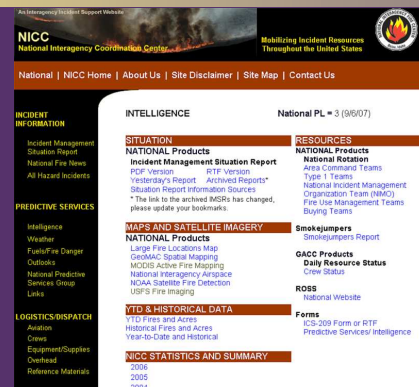 An Interagency Incident Support Website
NICC
National Interagency Coordination Center
Mobilizing Incident Resources
Throughout the United States
National | NICC Home | About Us | Site Disclaimer | Site Map | Contact Us
INCIDENT
INFORMATION
Incident Management
Situation Report
National Fire News
All Hazard Incidents
PREDICTIVE SERVICES
Intelligence
Weather
Fuels/Fire Danger
Outlooks
National Predictive
Services Group
Links
LOGISTICS/DISPATCH
Aviation
Crews
Equipment/Supplies
Overhead
Reference Materials
INTELLIGENCE
National PL = 3 (9/6/07)
SITUATION
NATIONAL Products
Incident Management Situation Report
PDF Version RTF Version
Yesterday's Report Archived Reports*
Situation Report Information Sources
* The link to the archived IMSRs has changed,
please update your bookmarks.
MAPS AND SATELLITE IMAGERY
NATIONAL Products
Large Fire Locations Map
GeoMAC Spatial Mapping
MODIS Active Fire Mapping
National Interagency Airspace
NOAA Satellite Fire Detection
USFS Fire Imaging
YTD & HISTORICAL DATA
YTD Fires and Acres
Historical Fires and Acres
Year-to-Date and Historical
NICC STATISTICS AND SUMMARY
2006
2005
2004
RESOURCES
NATIONAL Products
National Rotation
Area Command Teams
Type 1 Teams
National Incident Management
Organization Team (NIMO)
Fire Use Management Teams
Buying Teams
Smokejumpers
Smokejumpers Report
GACC Products
Daily Resource Status
Crew Status
ROSS
National Website
Forms
ICS-209 Form or RTF
Predictive Services/ Intelligence